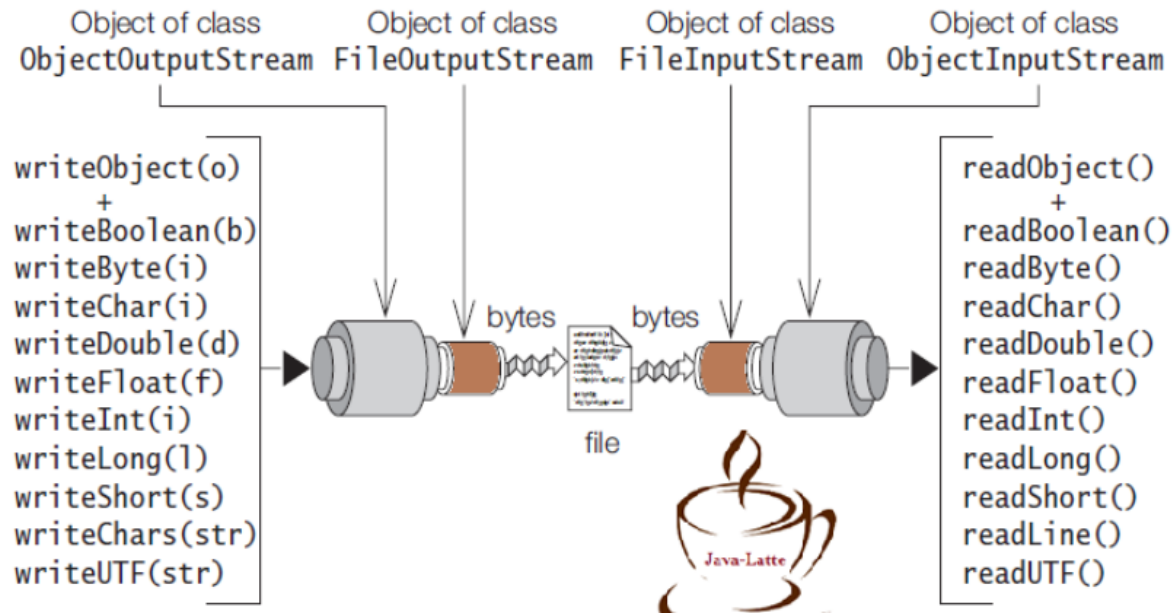 Object of class Object of class Object of class Object of class
ObjectOutputStream FileOutputStream FileInputStream ObjectInputStream
writeObject(o)
+
writeBoolean(b)
writeByte(i)
writeChar(i)
writeDouble(d)
writeFloat(f)
writeInt(i)
writeLong(l)
writeShort(s)
writeChars(str)
writeUTF(str)
bytes bytes
file
Java-Latte
readObject()
+
readBoolean()
readByte()
readChar()
readDouble()
readFloat()
readInt()
readLong()
readShort()
readLine()
readUTF()